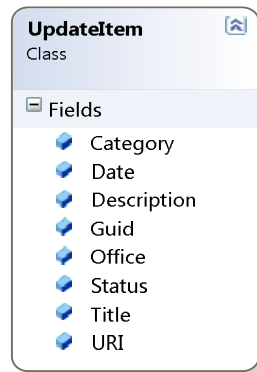 UpdateItem
Class
Fields
Category
Date
Description
Guid
Office
Status
Title
URI